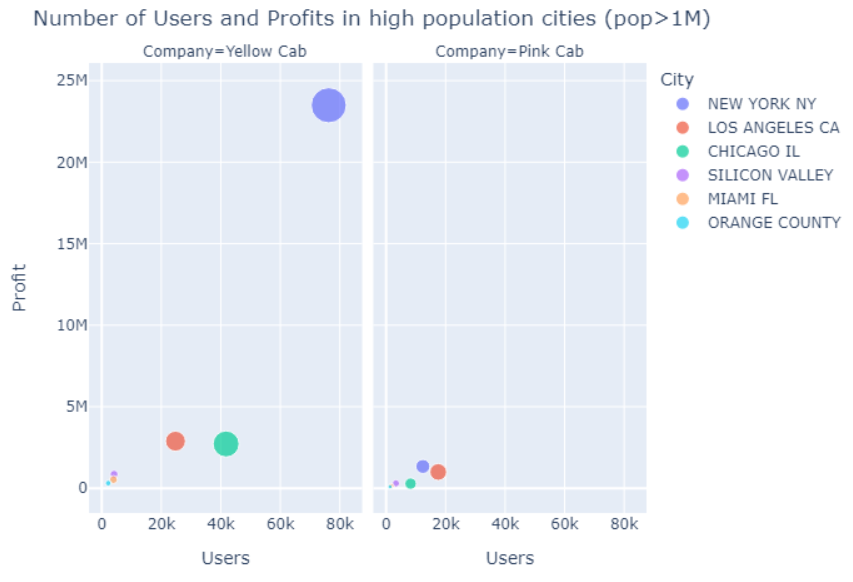 Number of Users and Profits in high population cities (pop>1M)
Company=Yellow Cab
Company=Pink Cab
City
NEW YORK NY
LOS ANGELES CA
CHICAGO IL
SILICON VALLEY
MIAMI FL
ORANGE COUNTY
Profit
25M
20M
15M
10M
5M
0
0 20k 40k 60k 80k
0 20k 40k 60k 80k
Users
Users